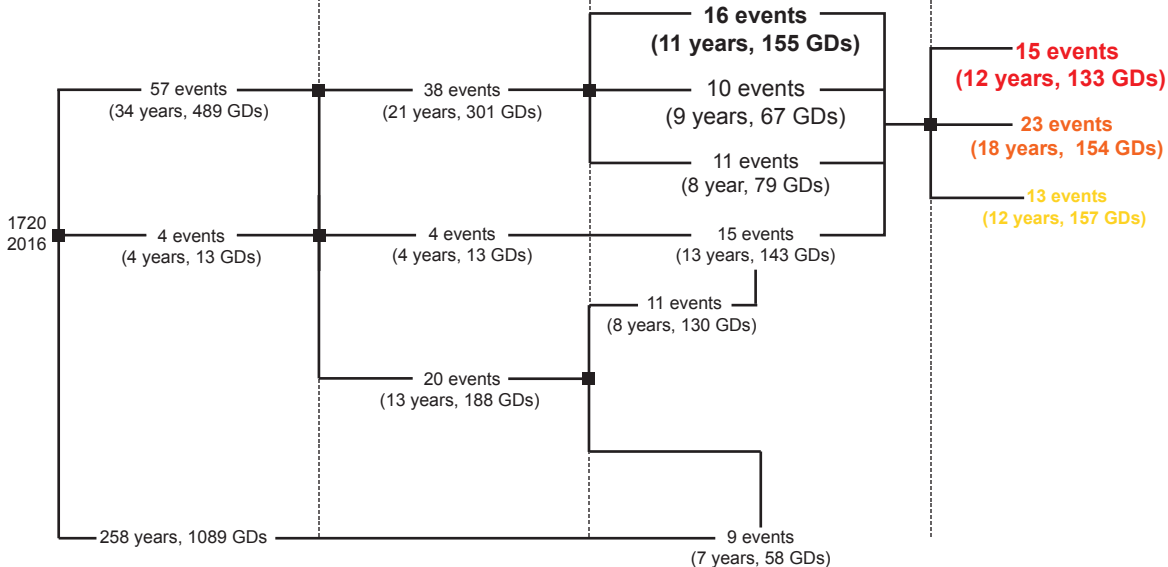 16 events
(11 years, 155 GDs)
15 events
(12 years, 133 GDs)
57 events
(34 years, 489 GDs)
38 events
(21 years, 301 GDs)
10 events
(9 years, 67 GDs)
23 events
(18 years, 154 GDs)
11 events
(8 year, 79 GDs)
13 events
(12 years, 157 GDs)
1720
2016
4 events
(4 years, 13 GDs)
4 events
(4 years, 13 GDs)
15 events
(13 years, 143 GDs)
11 events
(8 years, 130 GDs)
20 events
(13 years, 188 GDs)
258 years, 1089 GDs
9 events
(7 years, 58 GDs)